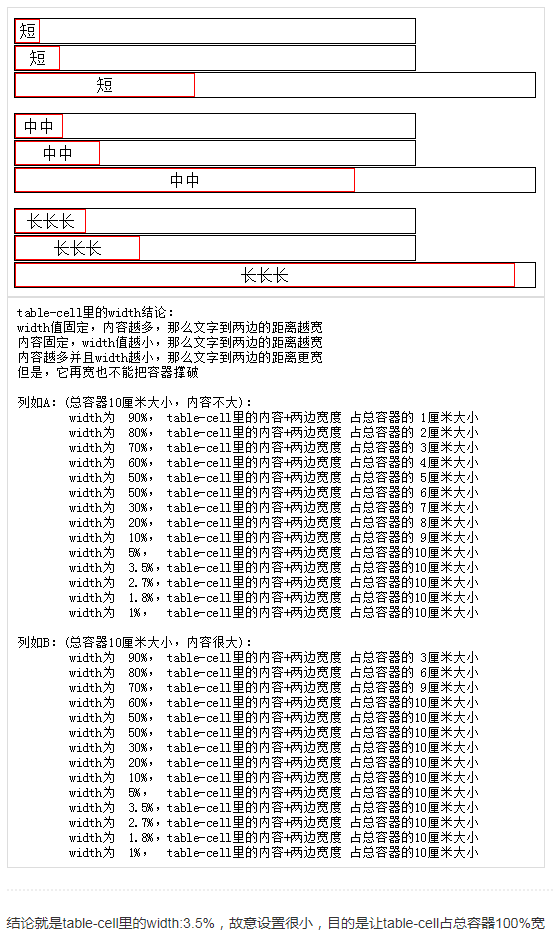 短
短
短
中中
中中
中中
长长长
长长长
长长长
table-cell里的width结论：
width值固定，内容越多，那么文字到两边的距离越宽
内容固定，width值越小，那么文字到两边的距离越宽
内容越多并且width越小，那么文字到两边的距离更宽
但是，它再宽也不能把容器撑破
列如A：(总容器10厘米大小，内容不大)：
width为 90%， table-cell里的内容+两边宽度 占总容器的 1厘米大小
width为 80%， table-cell里的内容+两边宽度 占总容器的 2厘米大小
width为 70%， table-cell里的内容+两边宽度 占总容器的 3厘米大小
width为 60%， table-cell里的内容+两边宽度 占总容器的 4厘米大小
width为 50%， table-cell里的内容+两边宽度 占总容器的 5厘米大小
width为 50%， table-cell里的内容+两边宽度 占总容器的 6厘米大小
width为 30%， table-cell里的内容+两边宽度 占总容器的 7厘米大小
width为 20%， table-cell里的内容+两边宽度 占总容器的 8厘米大小
width为 10%， table-cell里的内容+两边宽度 占总容器的 9厘米大小
width为 5%， table-cell里的内容+两边宽度 占总容器的10厘米大小
width为 3.5%，table-cell里的内容+两边宽度 占总容器的10厘米大小
width为 2.7%，table-cell里的内容+两边宽度 占总容器的10厘米大小
width为 1.8%，table-cell里的内容+两边宽度 占总容器的10厘米大小
width为 1%， table-cell里的内容+两边宽度 占总容器的10厘米大小
列如B：(总容器10厘米大小，内容很大)：
width为 90%， table-cell里的内容+两边宽度 占总容器的 3厘米大小
width为 80%， table-cell里的内容+两边宽度 占总容器的 6厘米大小
width为 70%， table-cell里的内容+两边宽度 占总容器的 9厘米大小
width为 60%， table-cell里的内容+两边宽度 占总容器的10厘米大小
width为 50%， table-cell里的内容+两边宽度 占总容器的10厘米大小
width为 50%， table-cell里的内容+两边宽度 占总容器的10厘米大小
width为 30%， table-cell里的内容+两边宽度 占总容器的10厘米大小
width为 20%， table-cell里的内容+两边宽度 占总容器的10厘米大小
width为 10%， table-cell里的内容+两边宽度 占总容器的10厘米大小
width为 5%， table-cell里的内容+两边宽度 占总容器的10厘米大小
width为 3.5%，table-cell里的内容+两边宽度 占总容器的10厘米大小
width为 2.7%，table-cell里的内容+两边宽度 占总容器的10厘米大小
width为 1.8%，table-cell里的内容+两边宽度 占总容器的10厘米大小
width为 1%， table-cell里的内容+两边宽度 占总容器的10厘米大小
结论就是table-cell里的width:3.5%，故意设置很小，目的是让table-cell占总容器100%宽